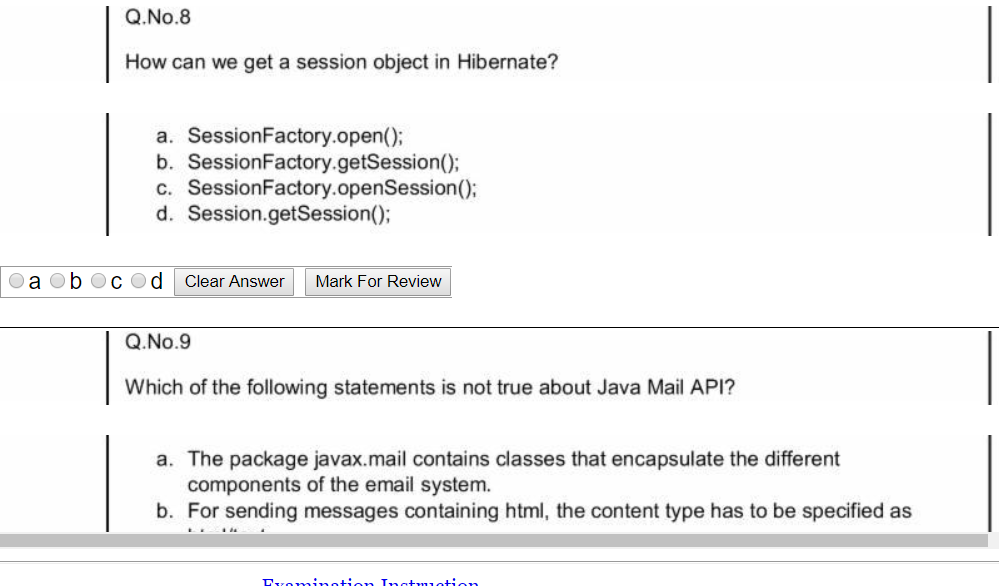 Q.No.8
How can we get a session object in Hibernate?
a. SessionFactory.open();
b. SessionFactory.getSession();
c. SessionFactory.openSession();
d. Session.getSession();
a b c d Clear Answer Mark For Review
Q.No.9
Which of the following statements is not true about Java Mail API?
a. The package javax.mail contains classes that encapsulate the different
components of the email system.
b. For sending messages containing html, the content type has to be specified as
Examination Instruction